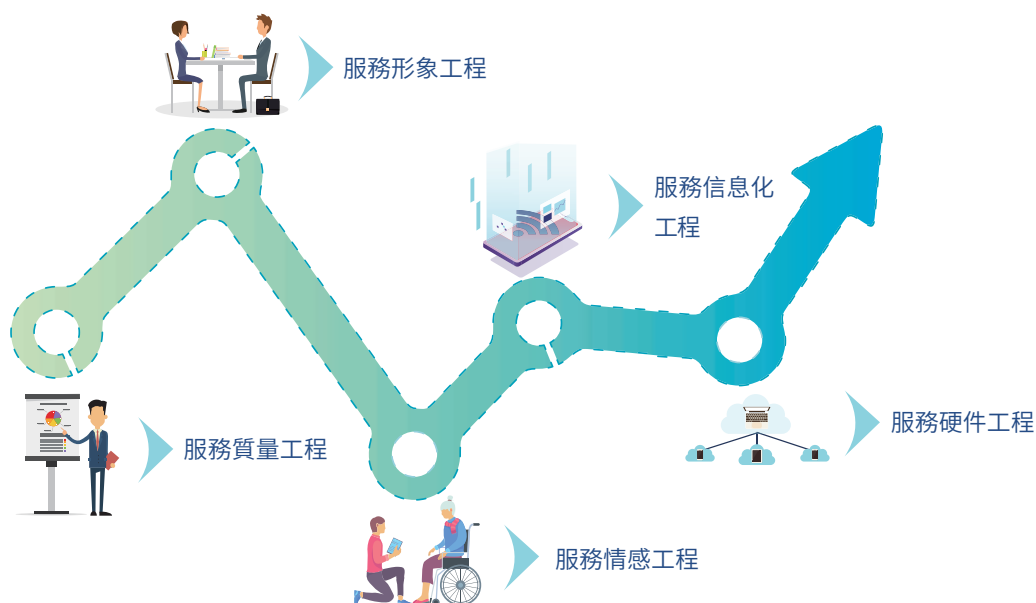 服務形象工程
服務信息化
工程
服務質量工程
服務硬件工程
服務情感工程